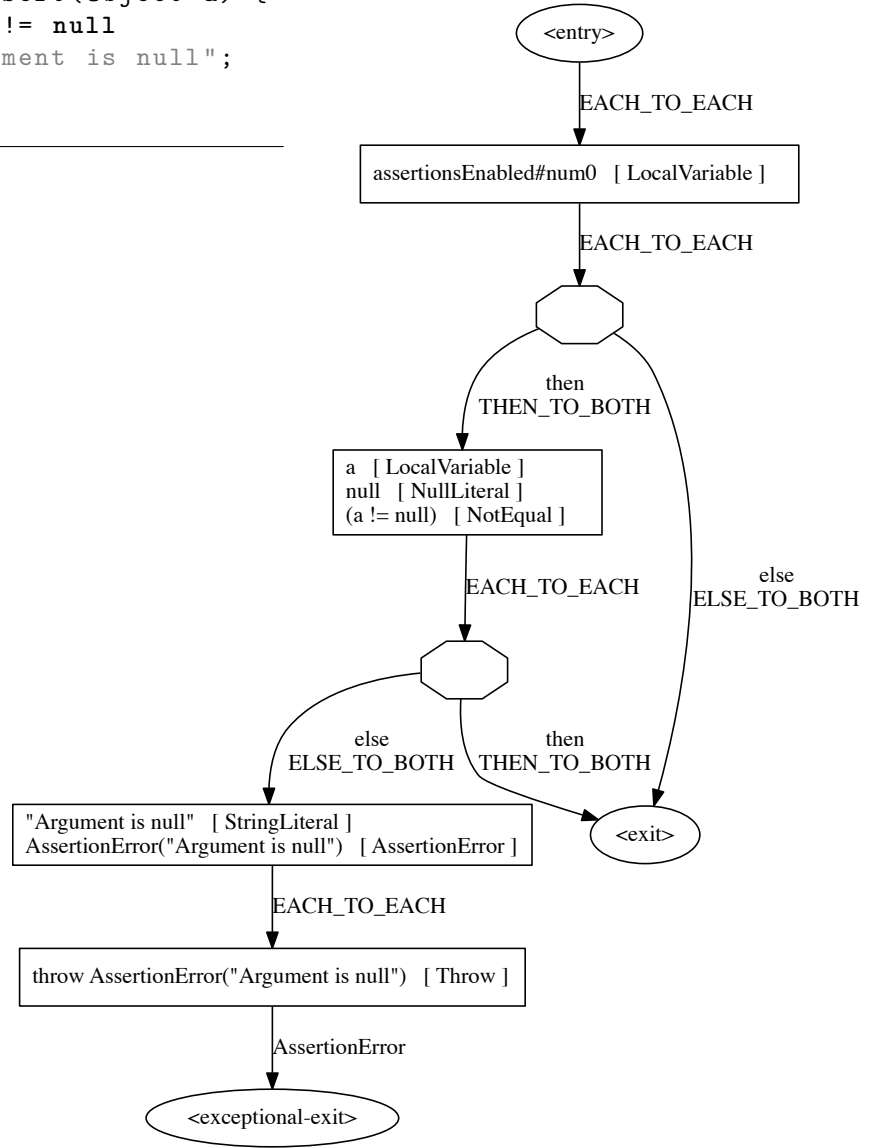 != null
ment is null";
<entry>
EACH_TO_EACH
assertionsEnabled#num0 [ LocalVariable ]
EACH_TO_EACH
then
THEN_TO_BOTH
a [ LocalVariable ]
null [ NullLiteral ]
(a != null) [ NotEqual ]
else
ELSE_TO_BOTH
EACH_TO_EACH
else
ELSE_TO_BOTH
then
THEN_TO_BOTH
"Argument is null" [ StringLiteral ]
AssertionError("Argument is null") [ AssertionError ]
<exit>
EACH_TO_EACH
throw AssertionError("Argument is null") [ Throw ]
AssertionError
<exceptional-exit>